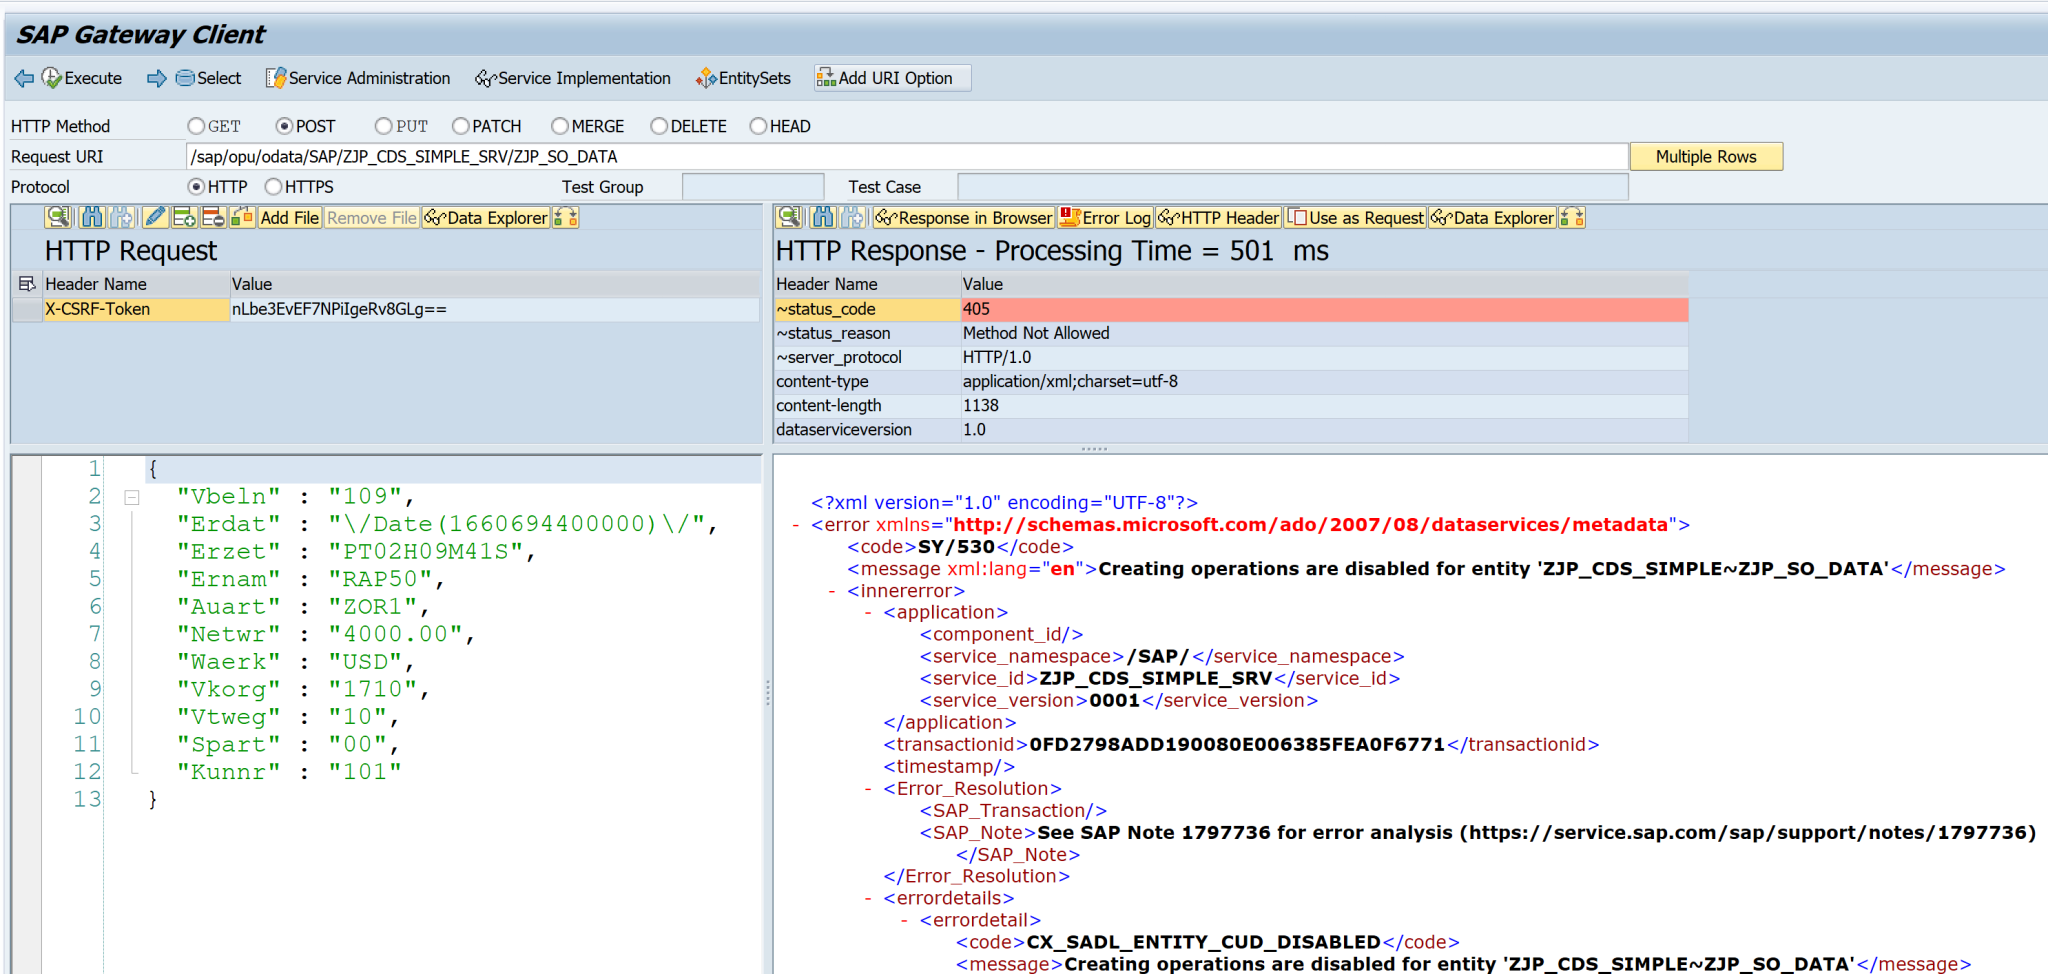 SAP Gateway Client
Execute Select Service Administration Service Implementation EntitySets Add URI Option
HTTP Method GET POST PUT PATCH MERGE DELETE HEAD
Request URI /sap/opu/odata/SAP/ZJP_CDS_SIMPLE_SRV/ZJP_SO_DATA Multiple Rows
Protocol HTTP HTTPS Test Group Test Case
Add File Remove File Data Explorer
HTTP Request
Header Name Value
X-CSRF-Token nLbe3EvEF7NPiIgeRv8GLg==
Response in Browser Error Log HTTP Header Use as Request Data Explorer
HTTP Response - Processing Time = 501 ms
Header Name Value
~status_code 405
~status_reason Method Not Allowed
~server_protocol HTTP/1.0
content-type application/xml;charset=utf-8
content-length 1138
dataserviceversion 1.0
1 {
2 "Vbeln" : "109",
3 "Erdat" : "\/Date(1660694400000)\/",
4 "Erzet" : "PT02H09M41S",
5 "Ernam" : "RAP50",
6 "Auart" : "ZOR1",
7 "Netwr" : "4000.00",
8 "Waerk" : "USD",
9 "Vkorg" : "1710",
10 "Vtweg" : "10",
11 "Spart" : "00",
12 "Kunnr" : "101"
13 }
<?xml version="1.0" encoding="UTF-8"?>
- <error xmlns="http://schemas.microsoft.com/ado/2007/08/dataservices/metadata">
<code>SY/530</code>
<message xml:lang="en">Creating operations are disabled for entity 'ZJP_CDS_SIMPLE~ZJP_SO_DATA'</message>
- <innererror>
- <application>
<component_id/>
<service_namespace>/SAP/</service_namespace>
<service_id>ZJP_CDS_SIMPLE_SRV</service_id>
<service_version>0001</service_version>
</application>
<transactionid>0FD2798ADD190080E006385FEA0F6771</transactionid>
<timestamp/>
- <Error_Resolution>
<SAP_Transaction/>
<SAP_Note>See SAP Note 1797736 for error analysis (https://service.sap.com/sap/support/notes/1797736)
</SAP_Note>
</Error_Resolution>
- <errordetails>
- <errordetail>
<code>CX_SADL_ENTITY_CUD_DISABLED</code>
<message>Creating operations are disabled for entity 'ZJP_CDS_SIMPLE~ZJP_SO_DATA'</message>